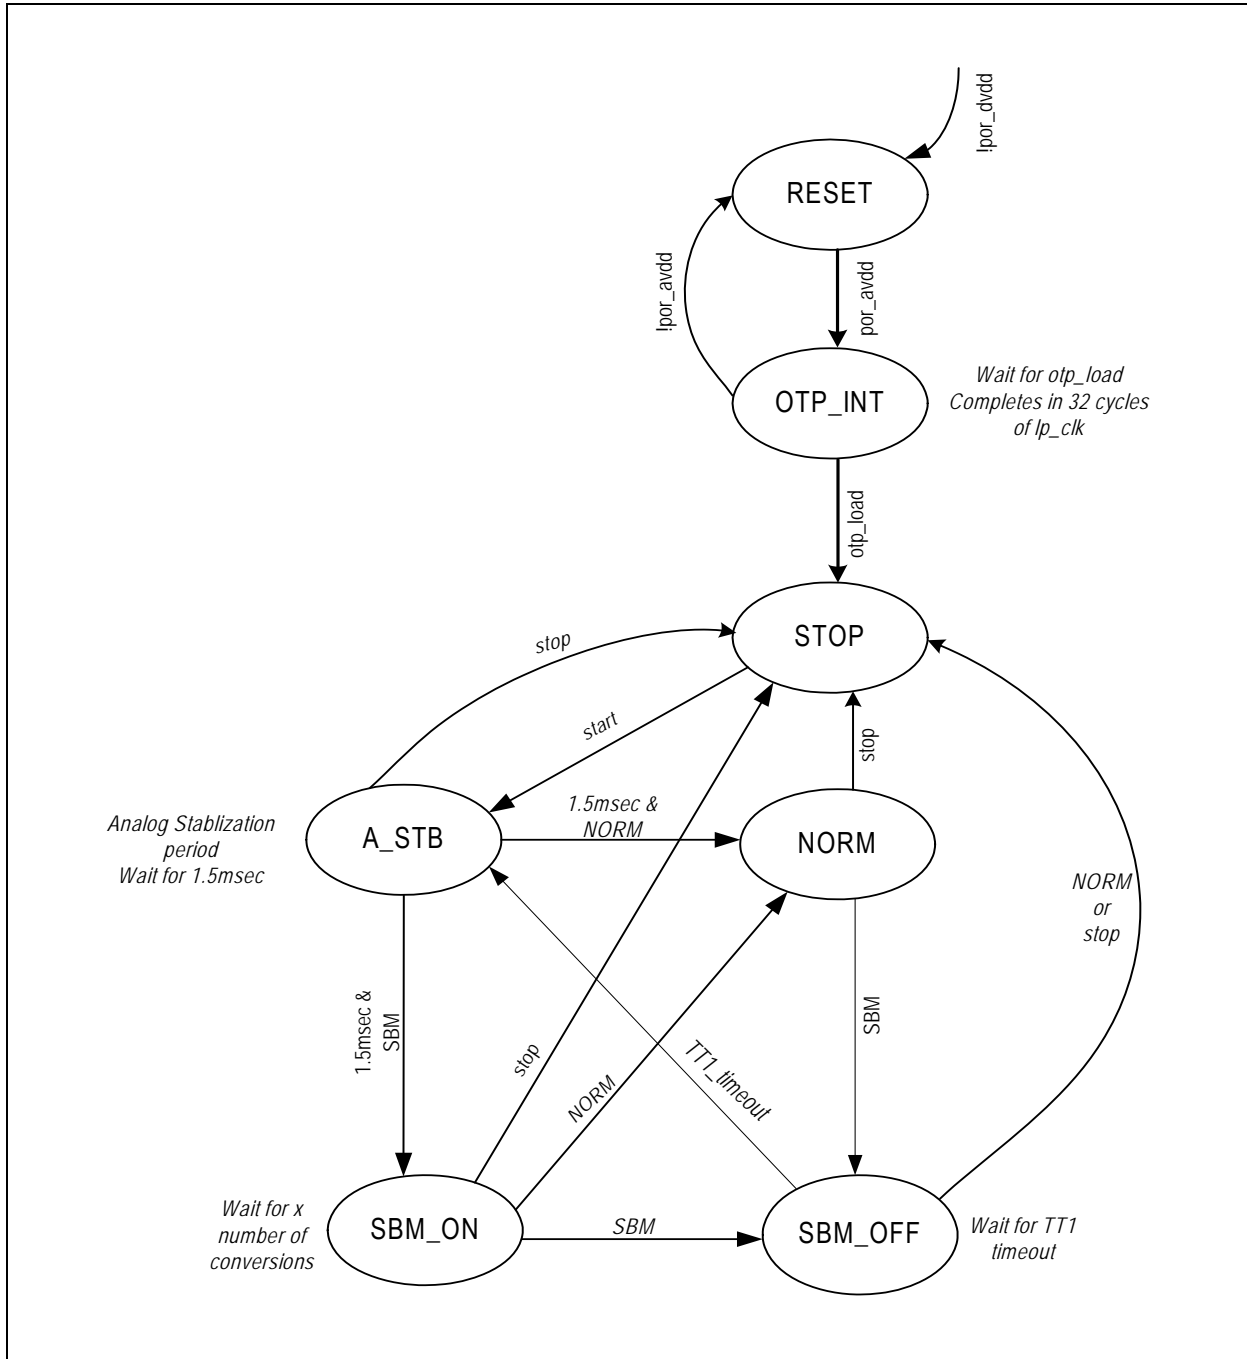 !por_dvdd
RESET
!por_avdd
por_avdd
OTP_INT
Wait for otp_load
Completes in 32 cycles
of lp_clk
otp_load
STOP
stop
start
stop
1.5msec &
NORM
A_STB
NORM
Analog Stablization
period
Wait for 1.5msec
NORM
or
stop
1.5msec &
SBM
stop
NORM
TT1_timeout
SBM
SBM_ON
SBM
SBM_OFF
Wait for x
number of
conversions
Wait for TT1
timeout